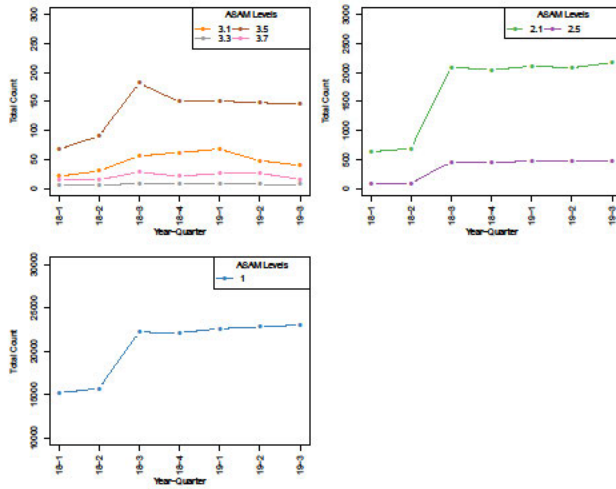 ASAM Levels
3.1 3.5
3.3 3.7
Total Count
0 50 100 150 200 250 300
18-1 18-2 18-3 18-4 19-1 19-2 19-3
Year-Quarter
ASAM Levels
2.1 2.5
Total Count
0 500 1000 1500 2000 2500 3000
18-1 18-2 18-3 18-4 19-1 19-2 19-3
Year-Quarter
ASAM Levels
1
Total Count
10000 15000 20000 25000 30000
18-1 18-2 18-3 18-4 19-1 19-2 19-3
Year-Quarter